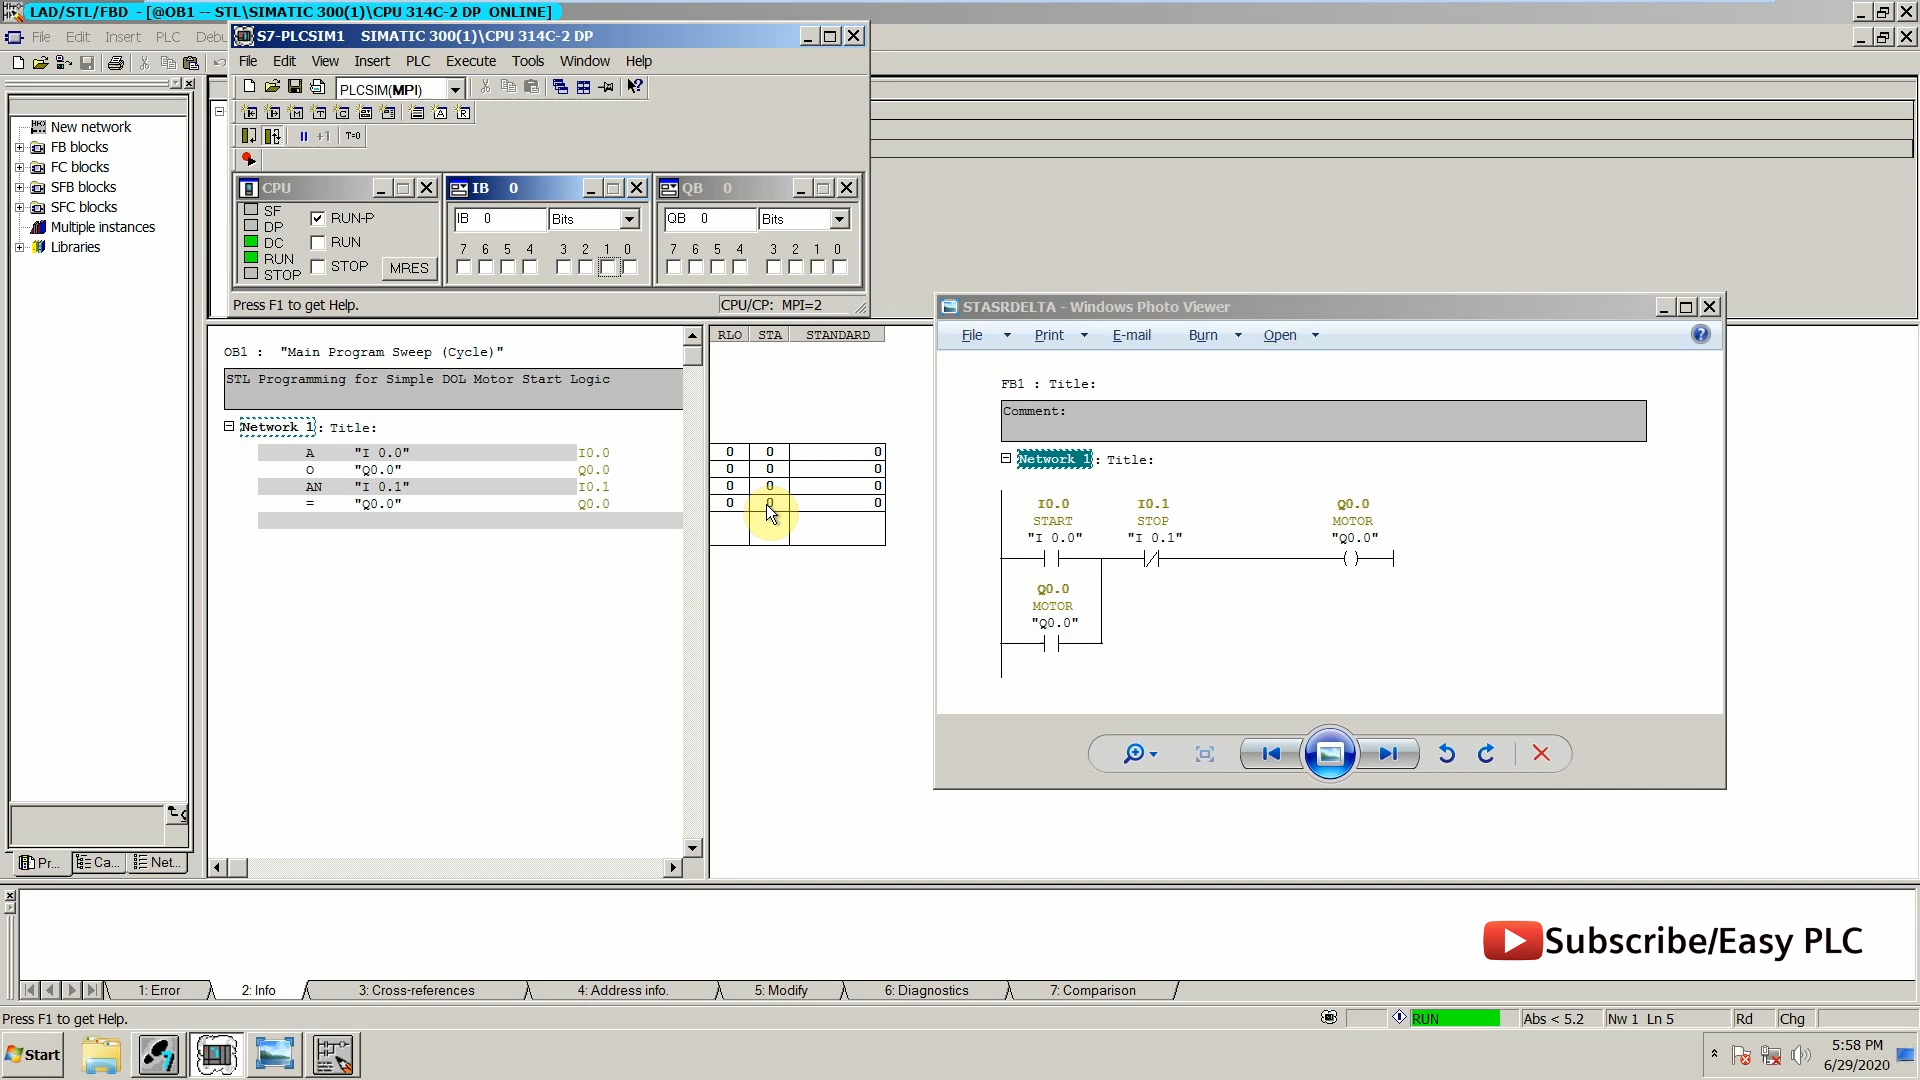 LAD/STL/FBD - [@OB1 -- STL\SIMATIC 300(1)\CPU 314C-2 DP ONLINE]
File Edit Insert PLC Debu
S7-PLCSIM1 SIMATIC 300(1)\CPU 314C-2 DP
File Edit View Insert PLC Execute Tools Window Help
PLCSIM(MPI)
+1 T=0
CPU
SF
DP
DC
RUN
STOP
RUN-P
RUN
STOP
MRES
IB 0
IB 0 Bits
7 6 5 4 3 2 1 0
QB 0
QB 0 Bits
7 6 5 4 3 2 1 0
Press F1 to get Help.
CPU/CP: MPI=2
New network
FB blocks
FC blocks
SFB blocks
SFC blocks
Multiple instances
Libraries
Pr... Ca... Net...
OB1 : "Main Program Sweep (Cycle)"
STL Programming for Simple DOL Motor Start Logic
Network 1: Title:
A "I 0.0" I0.0
O "Q0.0" Q0.0
AN "I 0.1" I0.1
= "Q0.0" Q0.0
RLO STA STANDARD
0 0 0
0 0 0
0 0 0
0 0 0
STASRDELTA - Windows Photo Viewer
File Print E-mail Burn Open
FB1 : Title:
Comment:
Network 1: Title:
I0.0 I0.1 Q0.0
START STOP MOTOR
"I 0.0" "I 0.1" "Q0.0"
Q0.0
MOTOR
"Q0.0"
Subscribe/Easy PLC
1: Error 2: Info 3: Cross-references 4: Address info. 5: Modify 6: Diagnostics 7: Comparison
Press F1 to get Help.
RUN Abs < 5.2 Nw 1 Ln 5 Rd Chg
Start
5:58 PM
6/29/2020